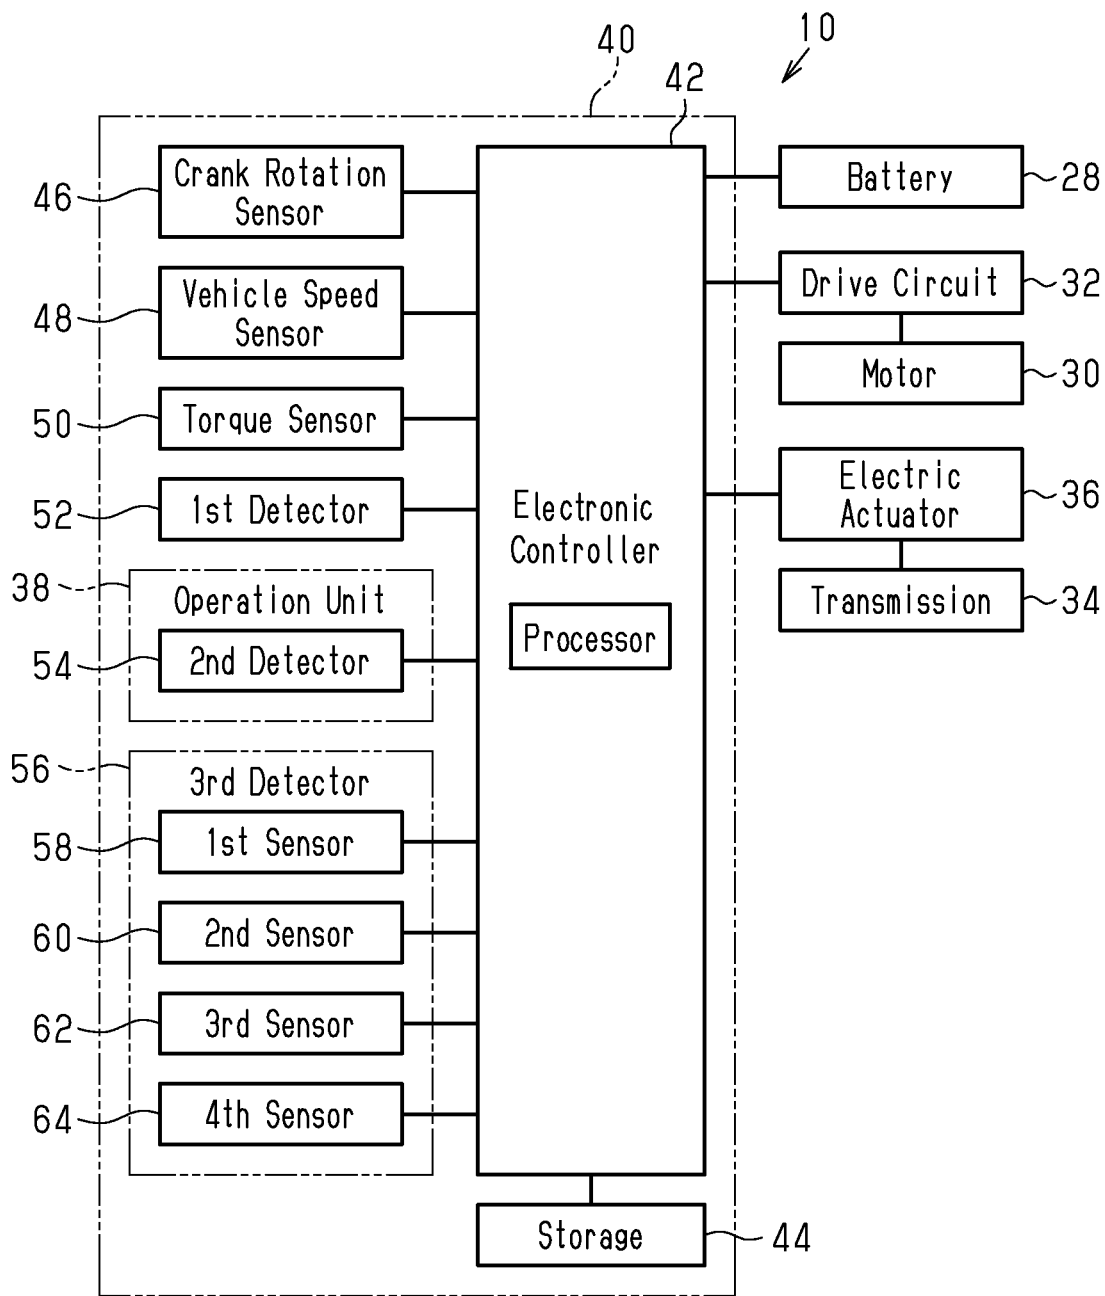 10
40
42
46
Crank Rotation
Sensor
48
Vehicle Speed
Sensor
50
Torque Sensor
52
1st Detector
38
Operation Unit
54
2nd Detector
56
3rd Detector
58
1st Sensor
60
2nd Sensor
62
3rd Sensor
64
4th Sensor
Electronic
Controller
Processor
Storage
44
Battery
28
Drive Circuit
32
Motor
30
Electric
Actuator
36
Transmission
34